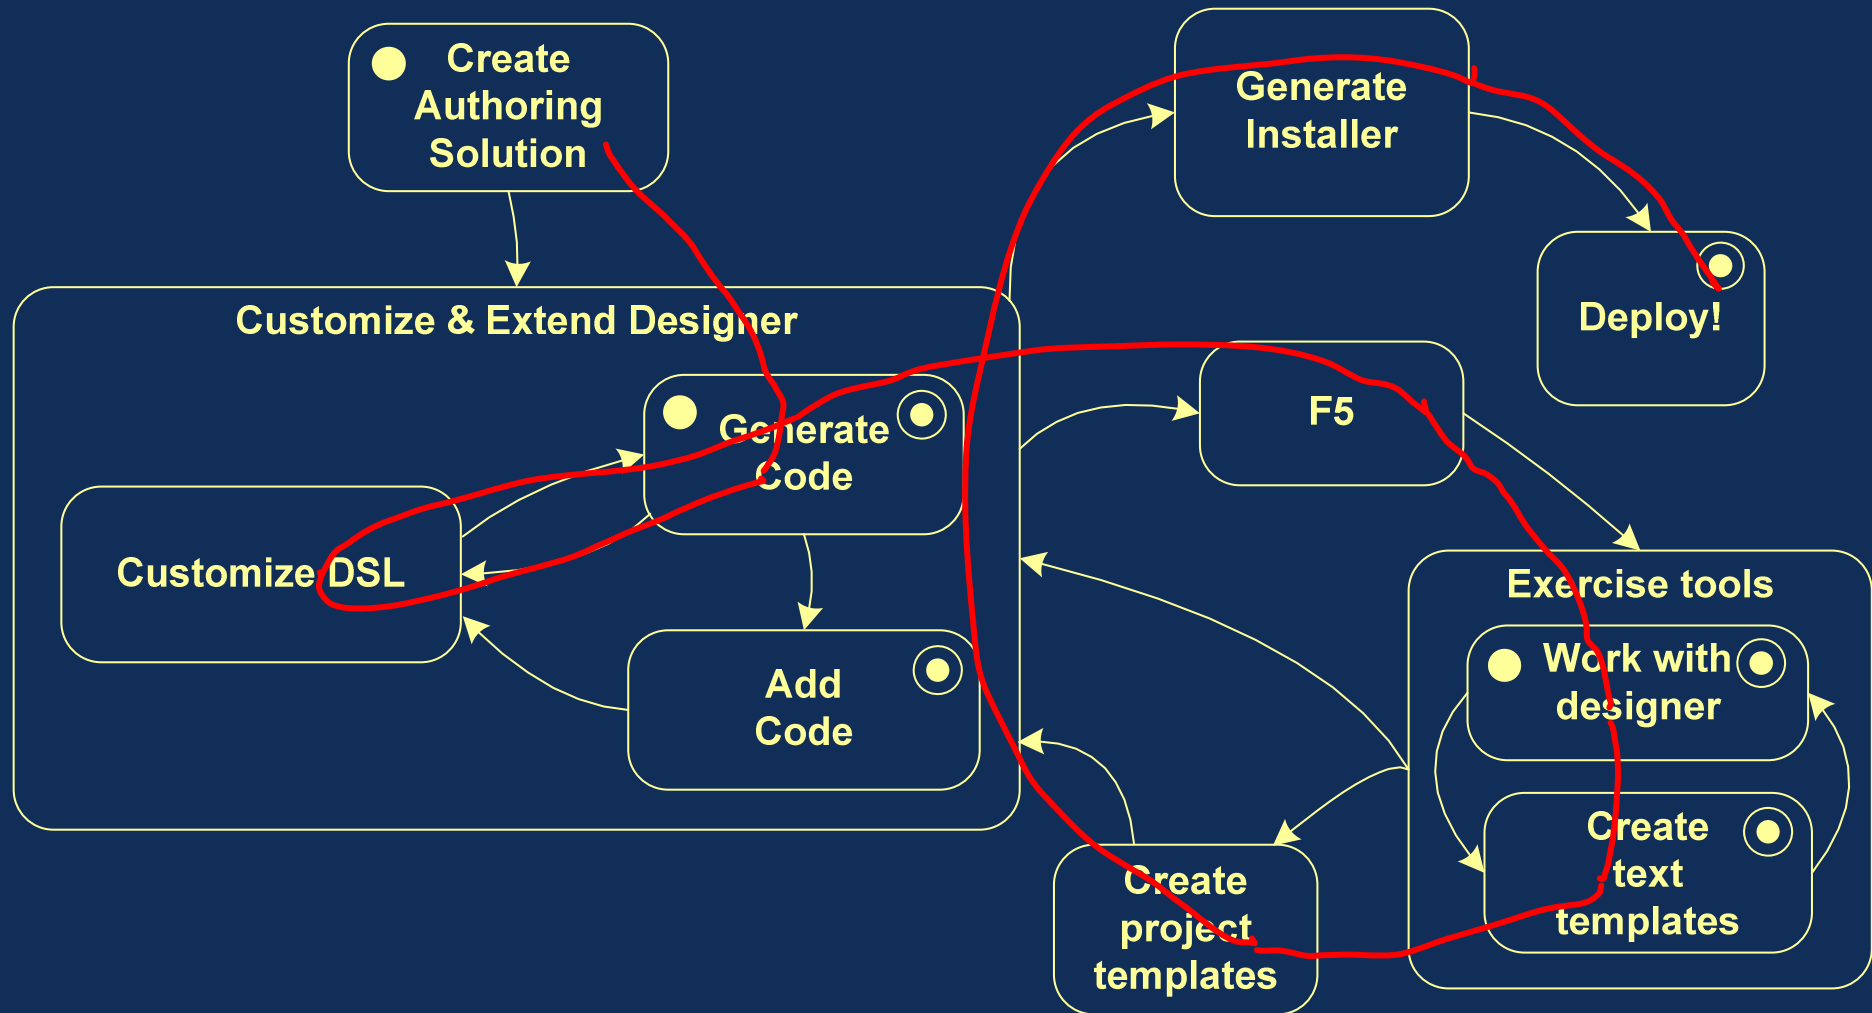 Create
Authoring
Solution
Generate
Installer
Deploy!
Customize & Extend Designer
Generate
Code
F5
Customize DSL
Exercise tools
Work with
designer
Add
Code
Create
text
templates
Create
project
templates